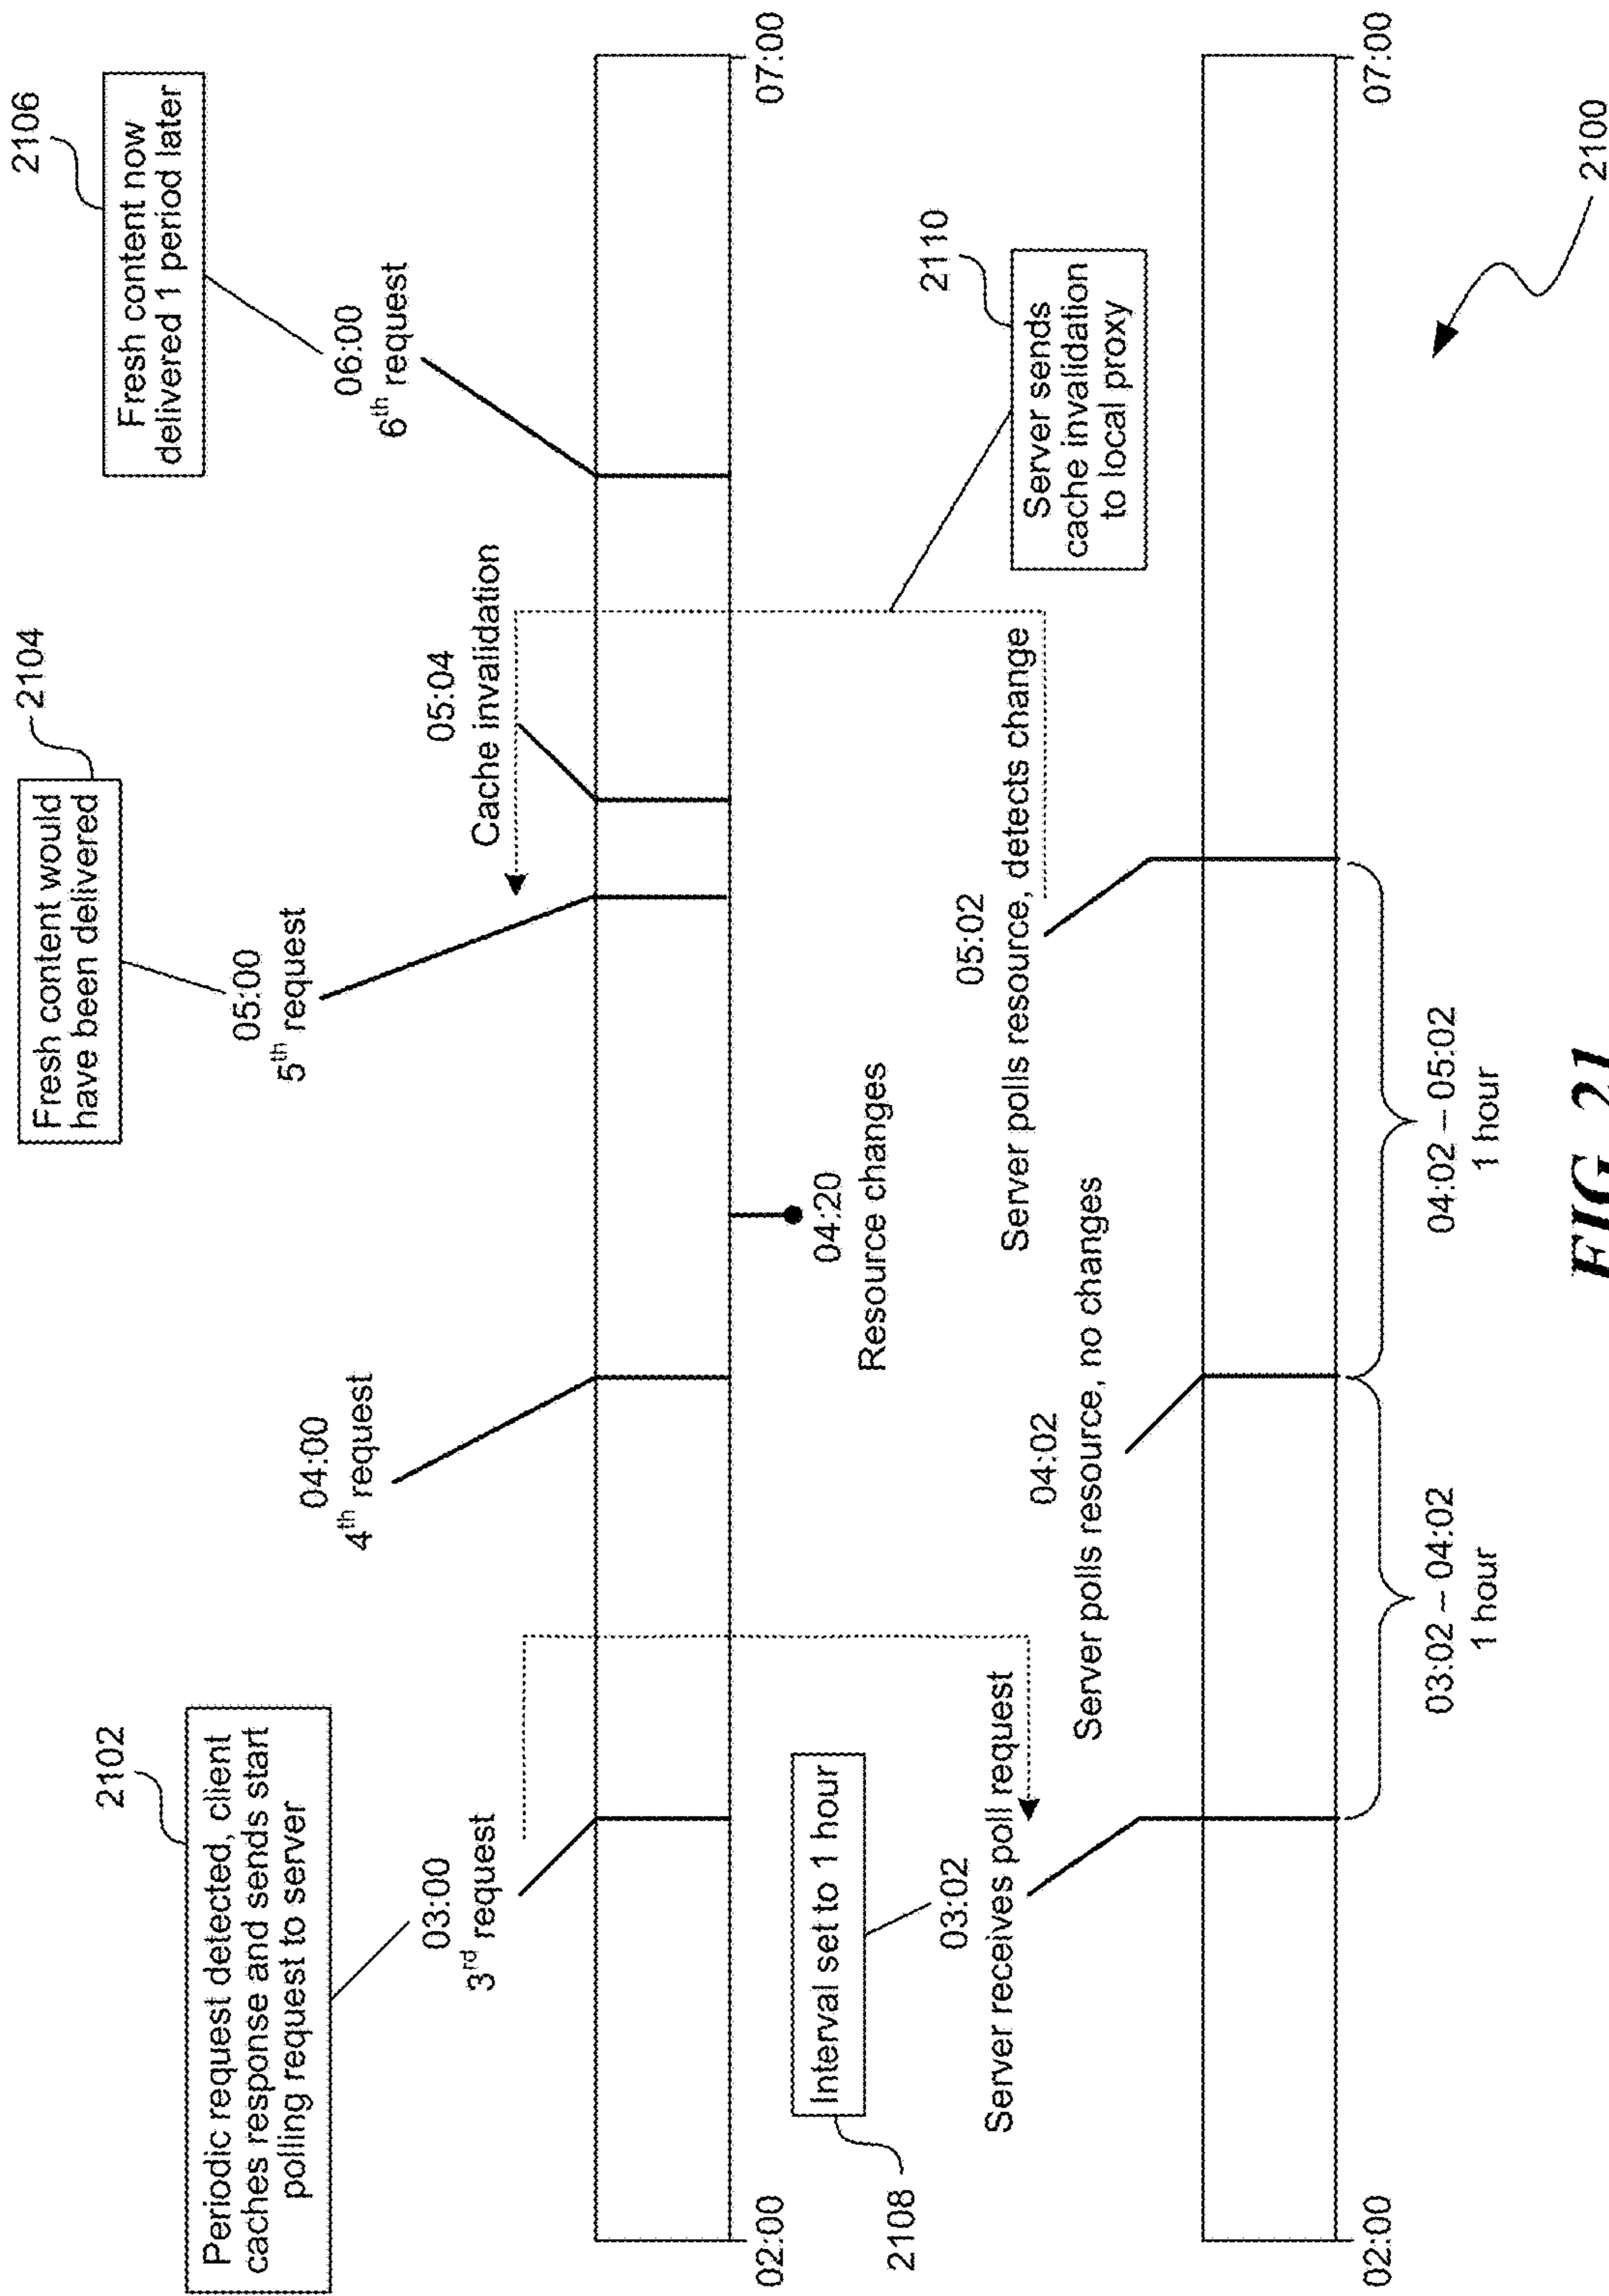 2102
Periodic request detected, client
caches response and sends start
polling request to server
03:00
3rd request
04:00
4th request
2104
Fresh content would
have been delivered
05:00
5th request
05:04
Cache invalidation
2106
Fresh content now
delivered 1 period later
06:00
6th request
02:00
07:00
04:20
Resource changes
2108
Interval set to 1 hour
03:02
Server receives poll request
04:02
Server polls resource, no changes
05:02
Server polls resource, detects change
2110
Server sends
cache invalidation
to local proxy
02:00
07:00
03:02 – 04:02
1 hour
04:02 – 05:02
1 hour
2100
FIG. 21